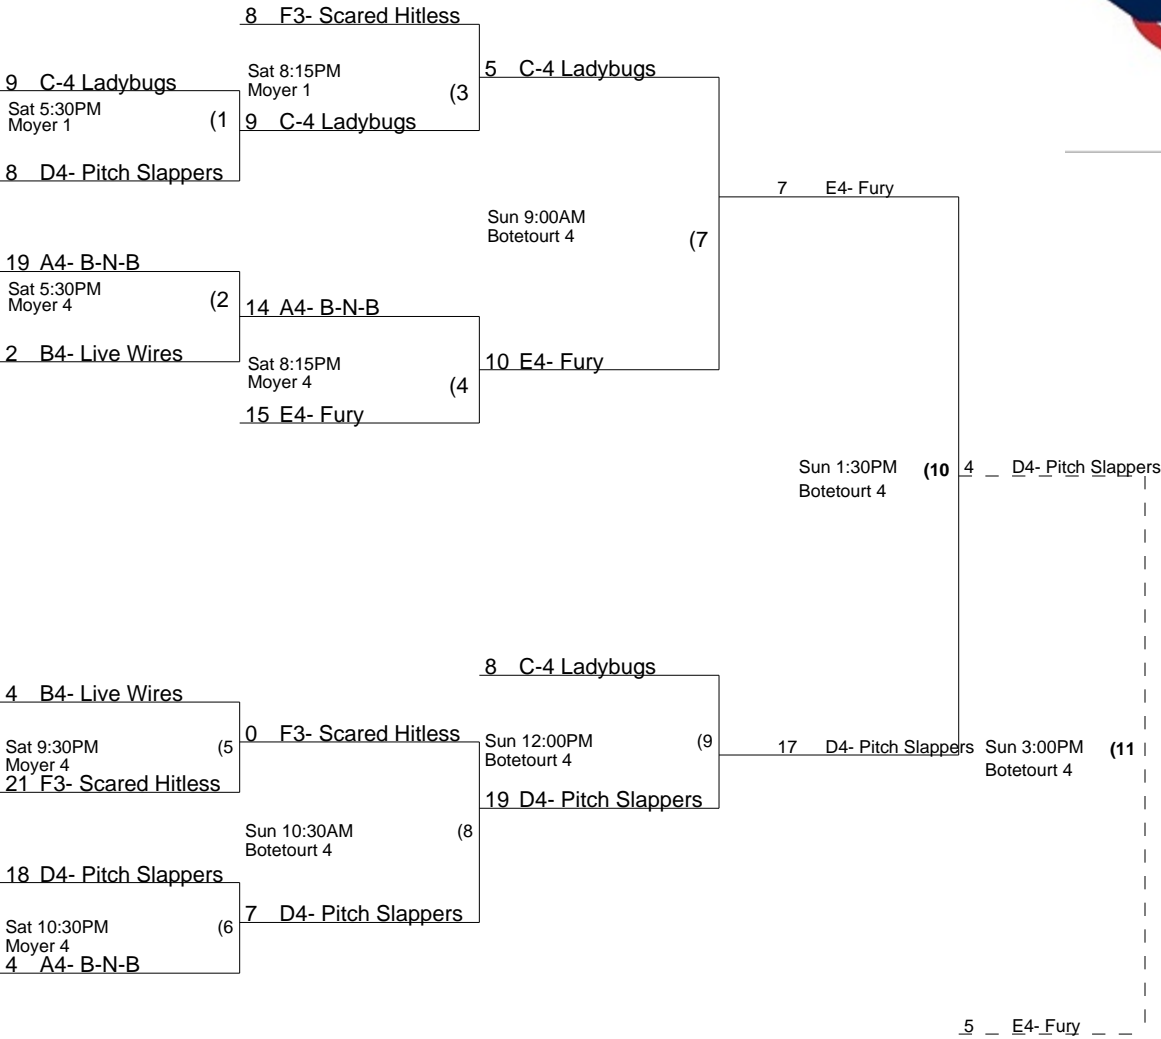 8 F3- Scared Hitless
Sat 8:15PM
Moyer 1
(3
5 C-4 Ladybugs
9 C-4 Ladybugs
Sat 5:30PM
Moyer 1
(1
9 C-4 Ladybugs
8 D4- Pitch Slappers
7 E4- Fury
Sun 9:00AM
Botetourt 4
(7
19 A4- B-N-B
Sat 5:30PM
Moyer 4
(2
14 A4- B-N-B
2 B4- Live Wires
Sat 8:15PM
Moyer 4
(4
10 E4- Fury
15 E4- Fury
Sun 1:30PM
Botetourt 4
(10
4 D4- Pitch Slappers
8 C-4 Ladybugs
4 B4- Live Wires
0 F3- Scared Hitless
Sat 9:30PM
Moyer 4
(5
21 F3- Scared Hitless
Sun 12:00PM
Botetourt 4
(9
17 D4- Pitch Slappers
Sun 3:00PM
Botetourt 4
(11
19 D4- Pitch Slappers
Sun 10:30AM
Botetourt 4
(8
18 D4- Pitch Slappers
7 D4- Pitch Slappers
Sat 10:30PM
Moyer 4
(6
4 A4- B-N-B
5 E4- Fury